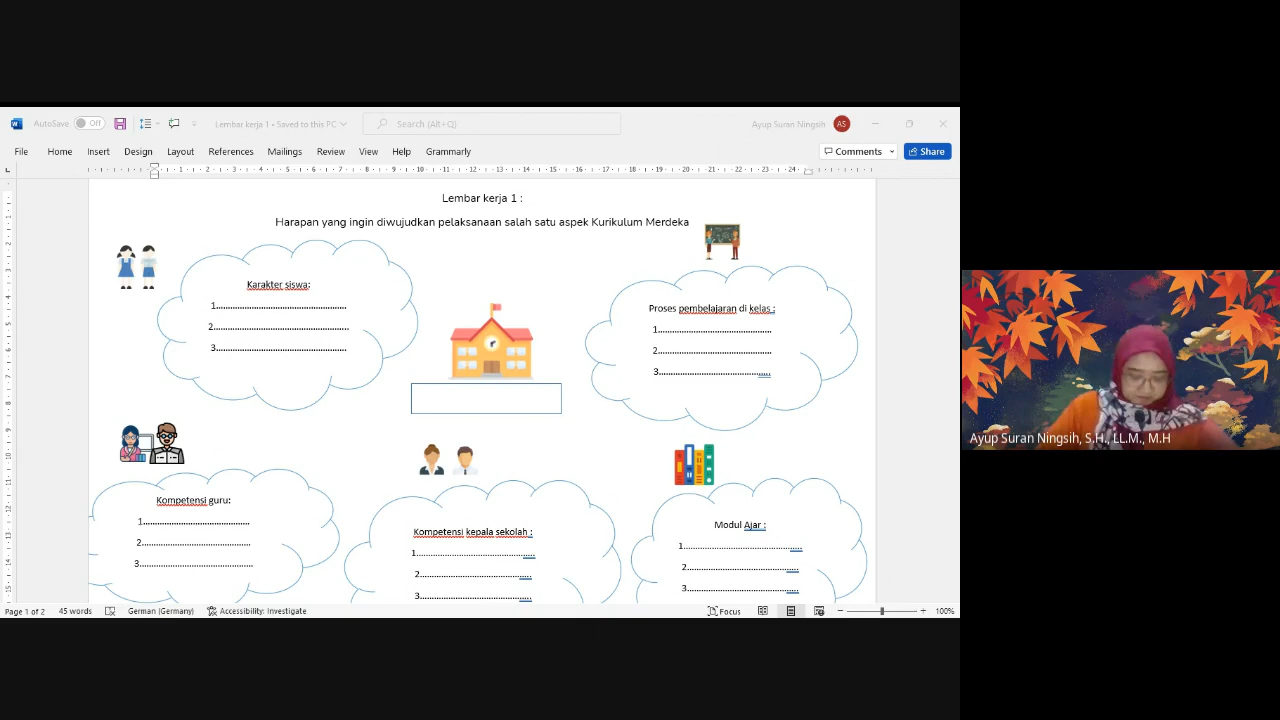 AutoSave Off Lembar kerja 1 • Saved to this PC Search (Alt+Q) Ayup Suran Ningsih AS
File Home Insert Design Layout References Mailings Review View Help Grammarly Comments Share
Lembar kerja 1 :
Harapan yang ingin diwujudkan pelaksanaan salah satu aspek Kurikulum Merdeka
Karakter siswa:
1...................................................
2......................................................
3...................................................
Proses pembelajaran di kelas :
1.............................................
2.............................................
3.............................................
Kompetensi guru:
1.........................................
2.........................................
3.............................................
Kompetensi kepala sekolah :
1..............................................
2.............................................
3.............................................
Modul Ajar :
1...............................................
2.............................................
3.............................................
Page 1 of 2 45 words German (Germany) Accessibility: Investigate Focus 100%
Ayup Suran Ningsih, S.H., LL.M., M.H